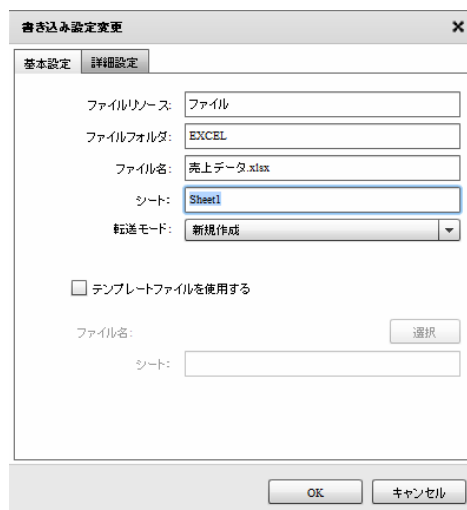 書き込み設定変更
基本設定 詳細設定
ファイルリソース: ファイル
ファイルフォルダ: EXCEL
ファイル名: 売上データ.xlsx
シート: Sheet1
転送モード: 新規作成
テンプレートファイルを使用する
ファイル名: 選択
シート:
OK キャンセル